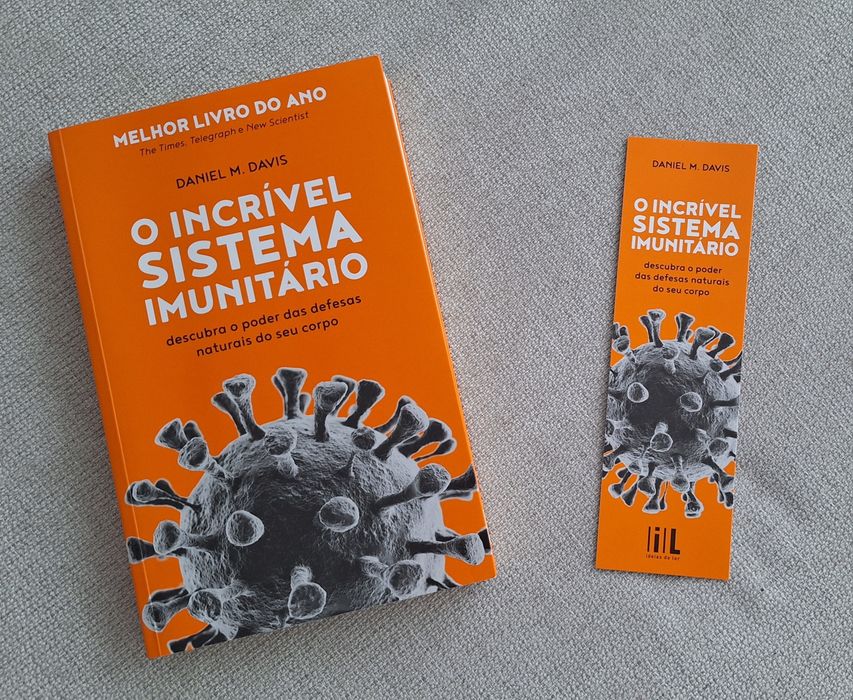 MELHOR LIVRO DO ANO
The Times, Telegraph e New Scientist
DANIEL M. DAVIS
O INCRÍVEL
SISTEMA
IMUNITÁRIO
descubra o poder das defesas
naturais do seu corpo
DANIEL M. DAVIS
O INCRÍVEL
SISTEMA
IMUNITÁRIO
descubra o poder
das defesas naturais
do seu corpo
iL
ideias de ler